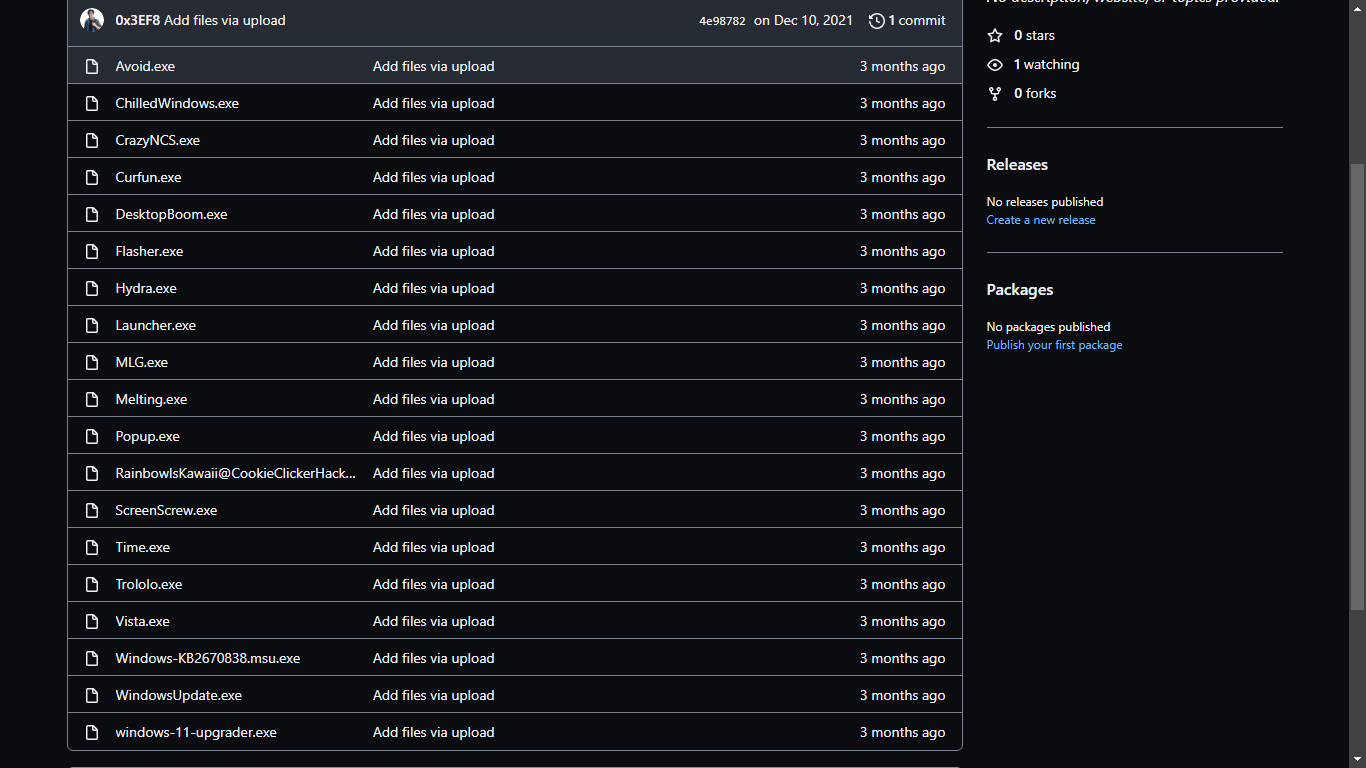 No description, website, or topics provided.
0x3EF8 Add files via upload 4e98782 on Dec 10, 2021 1 commit
0 stars
Avoid.exe Add files via upload 3 months ago
1 watching
0 forks
ChilledWindows.exe Add files via upload 3 months ago
CrazyNCS.exe Add files via upload 3 months ago
Curfun.exe Add files via upload 3 months ago
DesktopBoom.exe Add files via upload 3 months ago
Flasher.exe Add files via upload 3 months ago
Hydra.exe Add files via upload 3 months ago
Launcher.exe Add files via upload 3 months ago
MLG.exe Add files via upload 3 months ago
Melting.exe Add files via upload 3 months ago
Popup.exe Add files via upload 3 months ago
RainbowIsKawaii@CookieClickerHack... Add files via upload 3 months ago
ScreenScrew.exe Add files via upload 3 months ago
Time.exe Add files via upload 3 months ago
Trololo.exe Add files via upload 3 months ago
Vista.exe Add files via upload 3 months ago
Windows-KB2670838.msu.exe Add files via upload 3 months ago
WindowsUpdate.exe Add files via upload 3 months ago
windows-11-upgrader.exe Add files via upload 3 months ago
Releases
No releases published
Create a new release
Packages
No packages published
Publish your first package